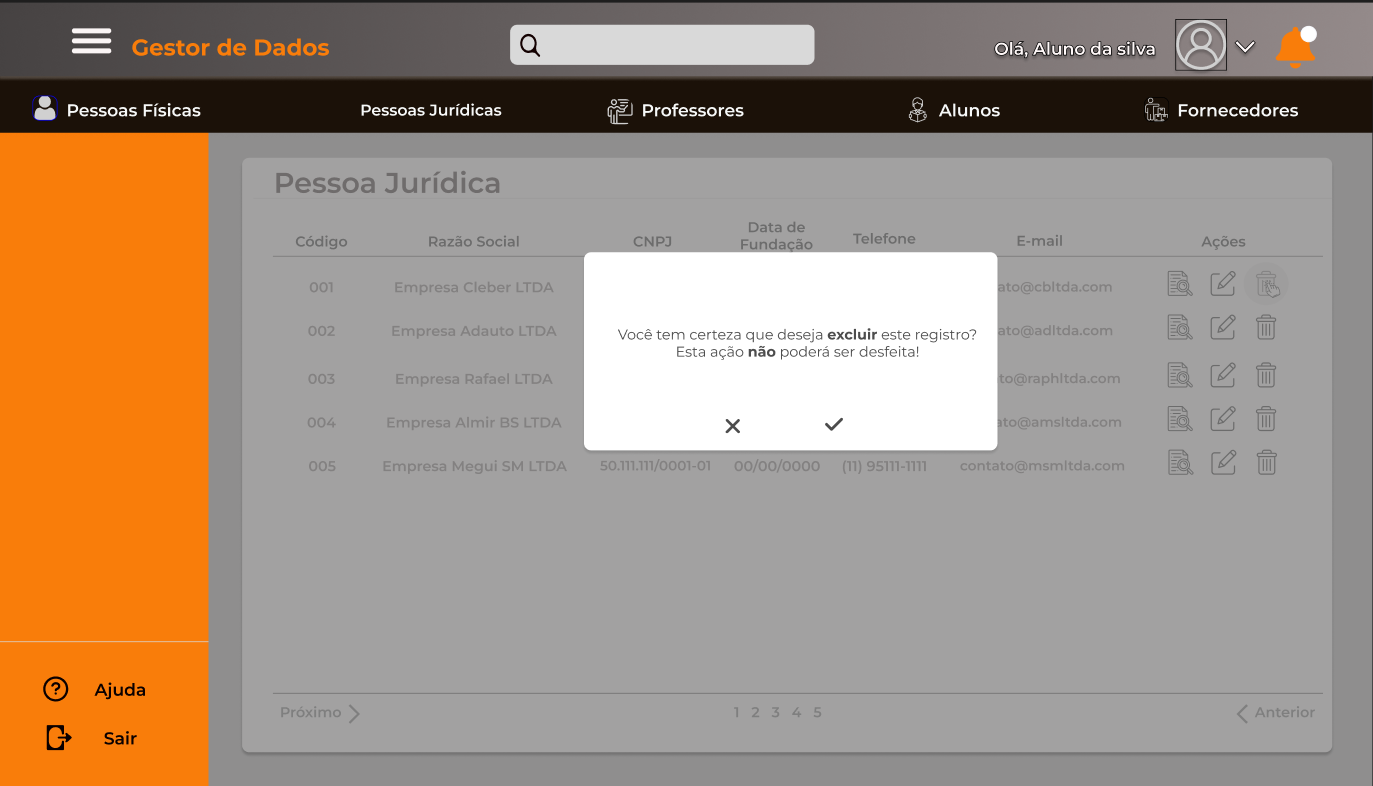 Gestor de Dados
Olá, Aluno da silva
Pessoas Físicas
Pessoas Jurídicas
Professores
Alunos
Fornecedores
Pessoa Jurídica
Código Razão Social CNPJ Data de Fundação Telefone E-mail Ações
001 Empresa Cleber LTDA ato@cbltda.com
002 Empresa Adauto LTDA ato@adltda.com
003 Empresa Rafael LTDA to@raphltda.com
004 Empresa Almir BS LTDA ato@amsltda.com
005 Empresa Megui SM LTDA 50.111.111/0001-01 00/00/0000 (11) 95111-1111 contato@msmltda.com
Você tem certeza que deseja excluir este registro?
Esta ação não poderá ser desfeita!
Próximo 1 2 3 4 5 Anterior
Ajuda
Sair